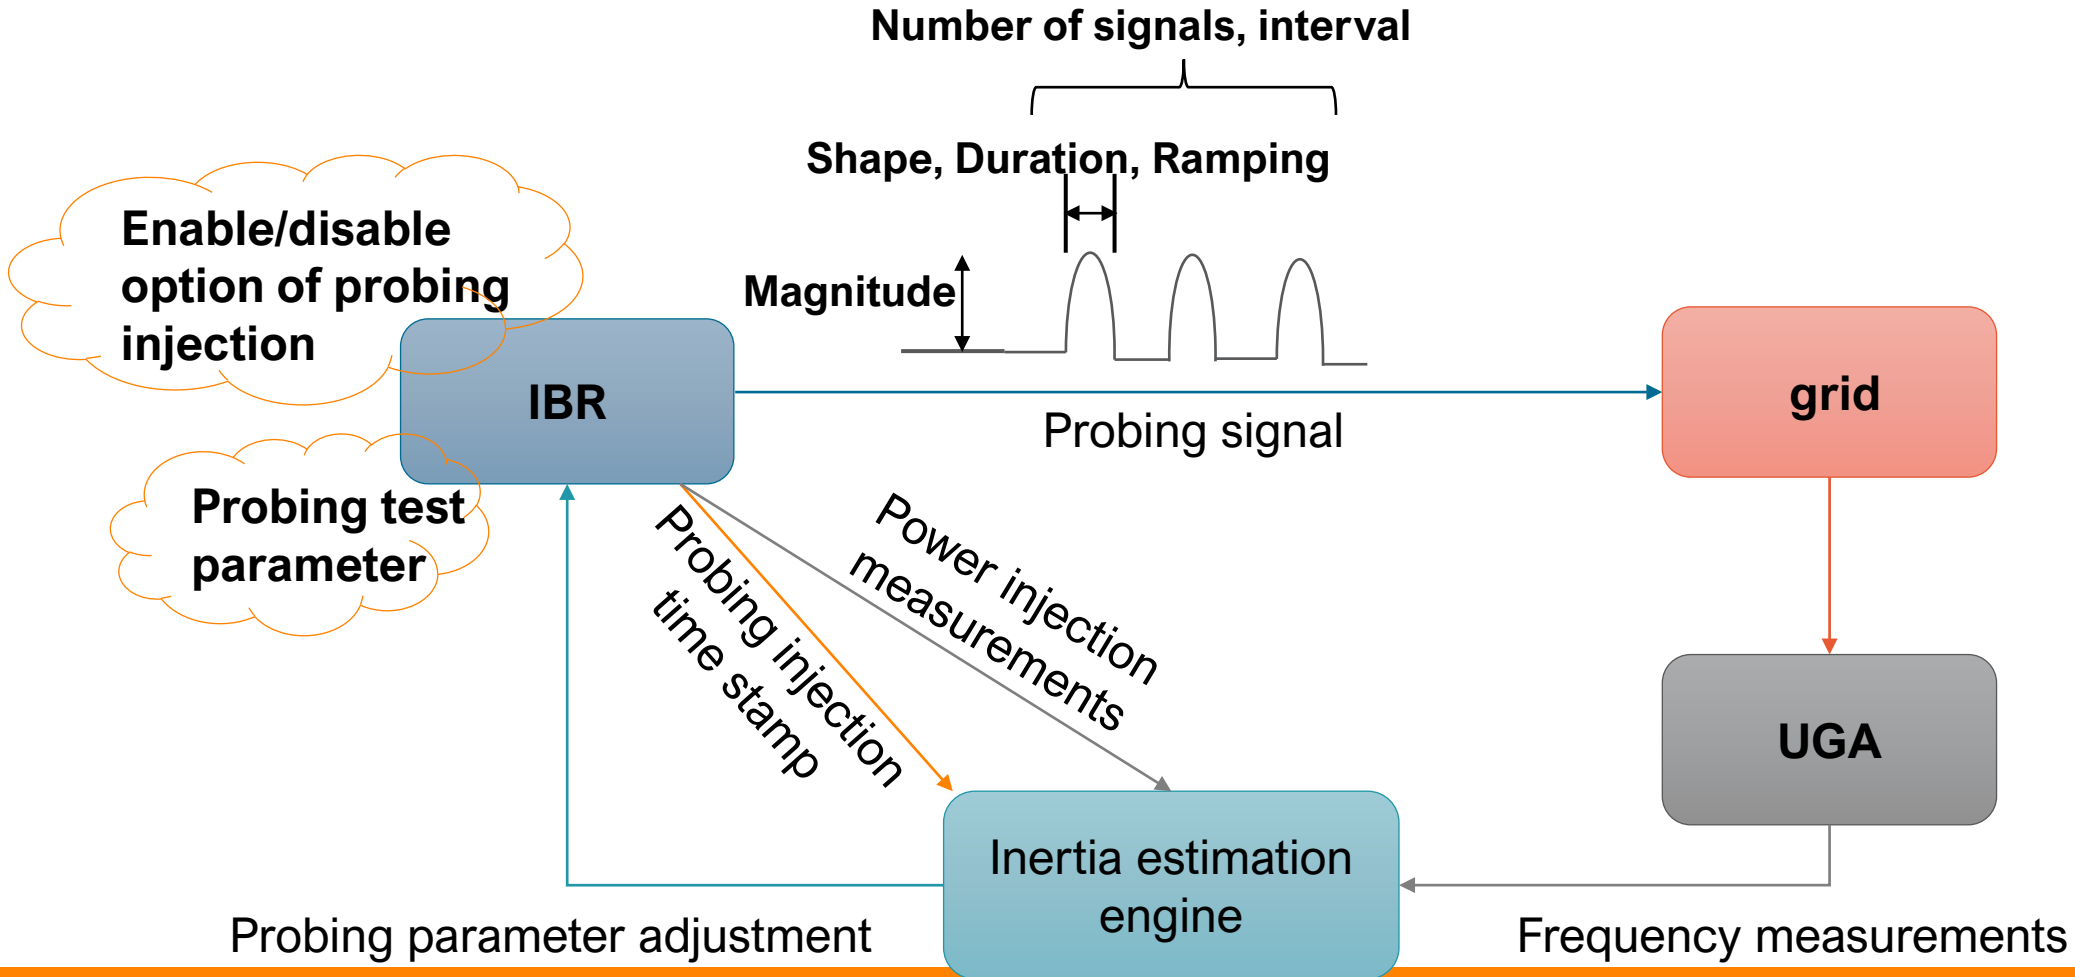 Number of signals, interval
Shape, Duration, Ramping
Enable/disable
option of probing
injection
Magnitude
IBR
grid
Probing signal
Probing test
parameter
Probing injection
time stamp
Power injection
measurements
UGA
Inertia estimation
engine
Probing parameter adjustment
Frequency measurements